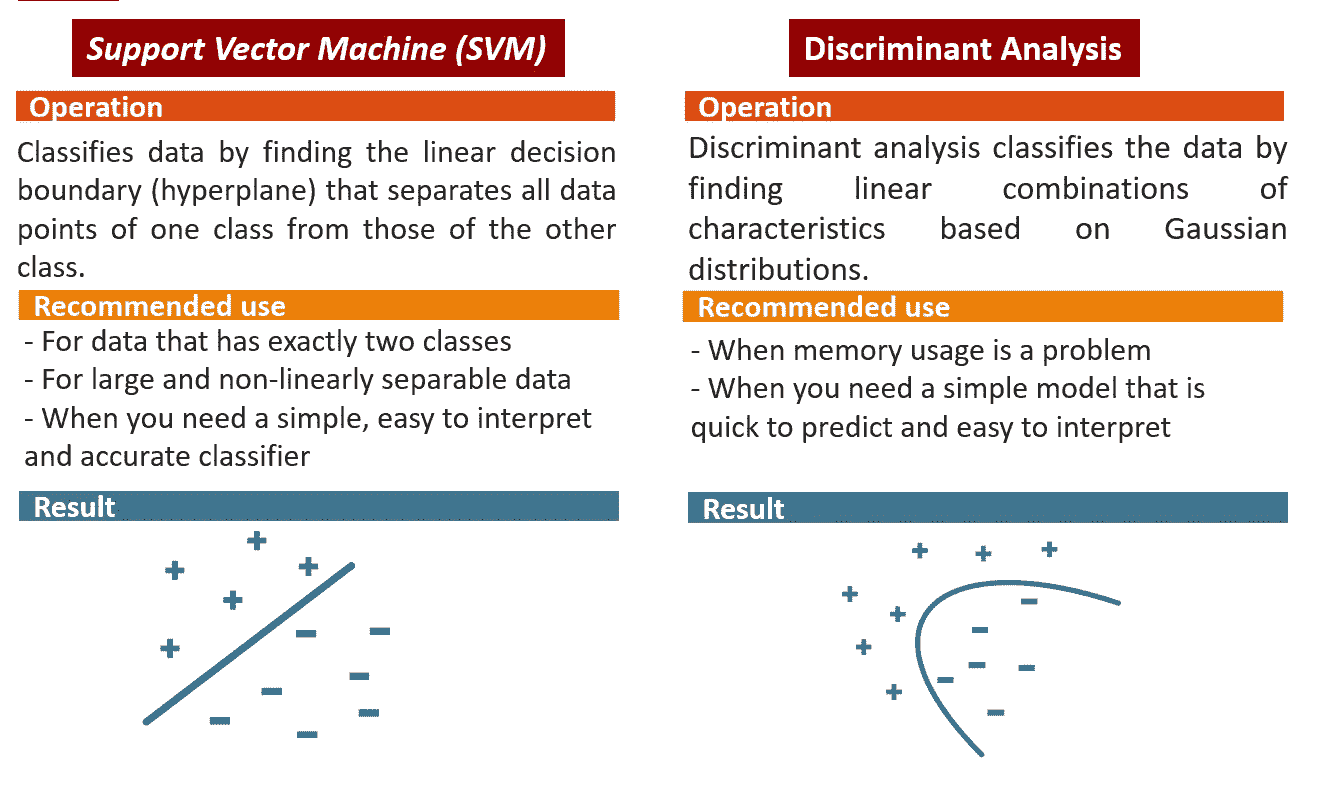 Support Vector Machine (SVM)
Operation
Classifies data by finding the linear decision
boundary (hyperplane) that separates all data
points of one class from those of the other
class.
Recommended use
- For data that has exactly two classes
- For large and non-linearly separable data
- When you need a simple, easy to interpret
and accurate classifier
Result
Discriminant Analysis
Operation
Discriminant analysis classifies the data by
finding linear combinations of
characteristics based on Gaussian
distributions.
Recommended use
- When memory usage is a problem
- When you need a simple model that is
quick to predict and easy to interpret
Result